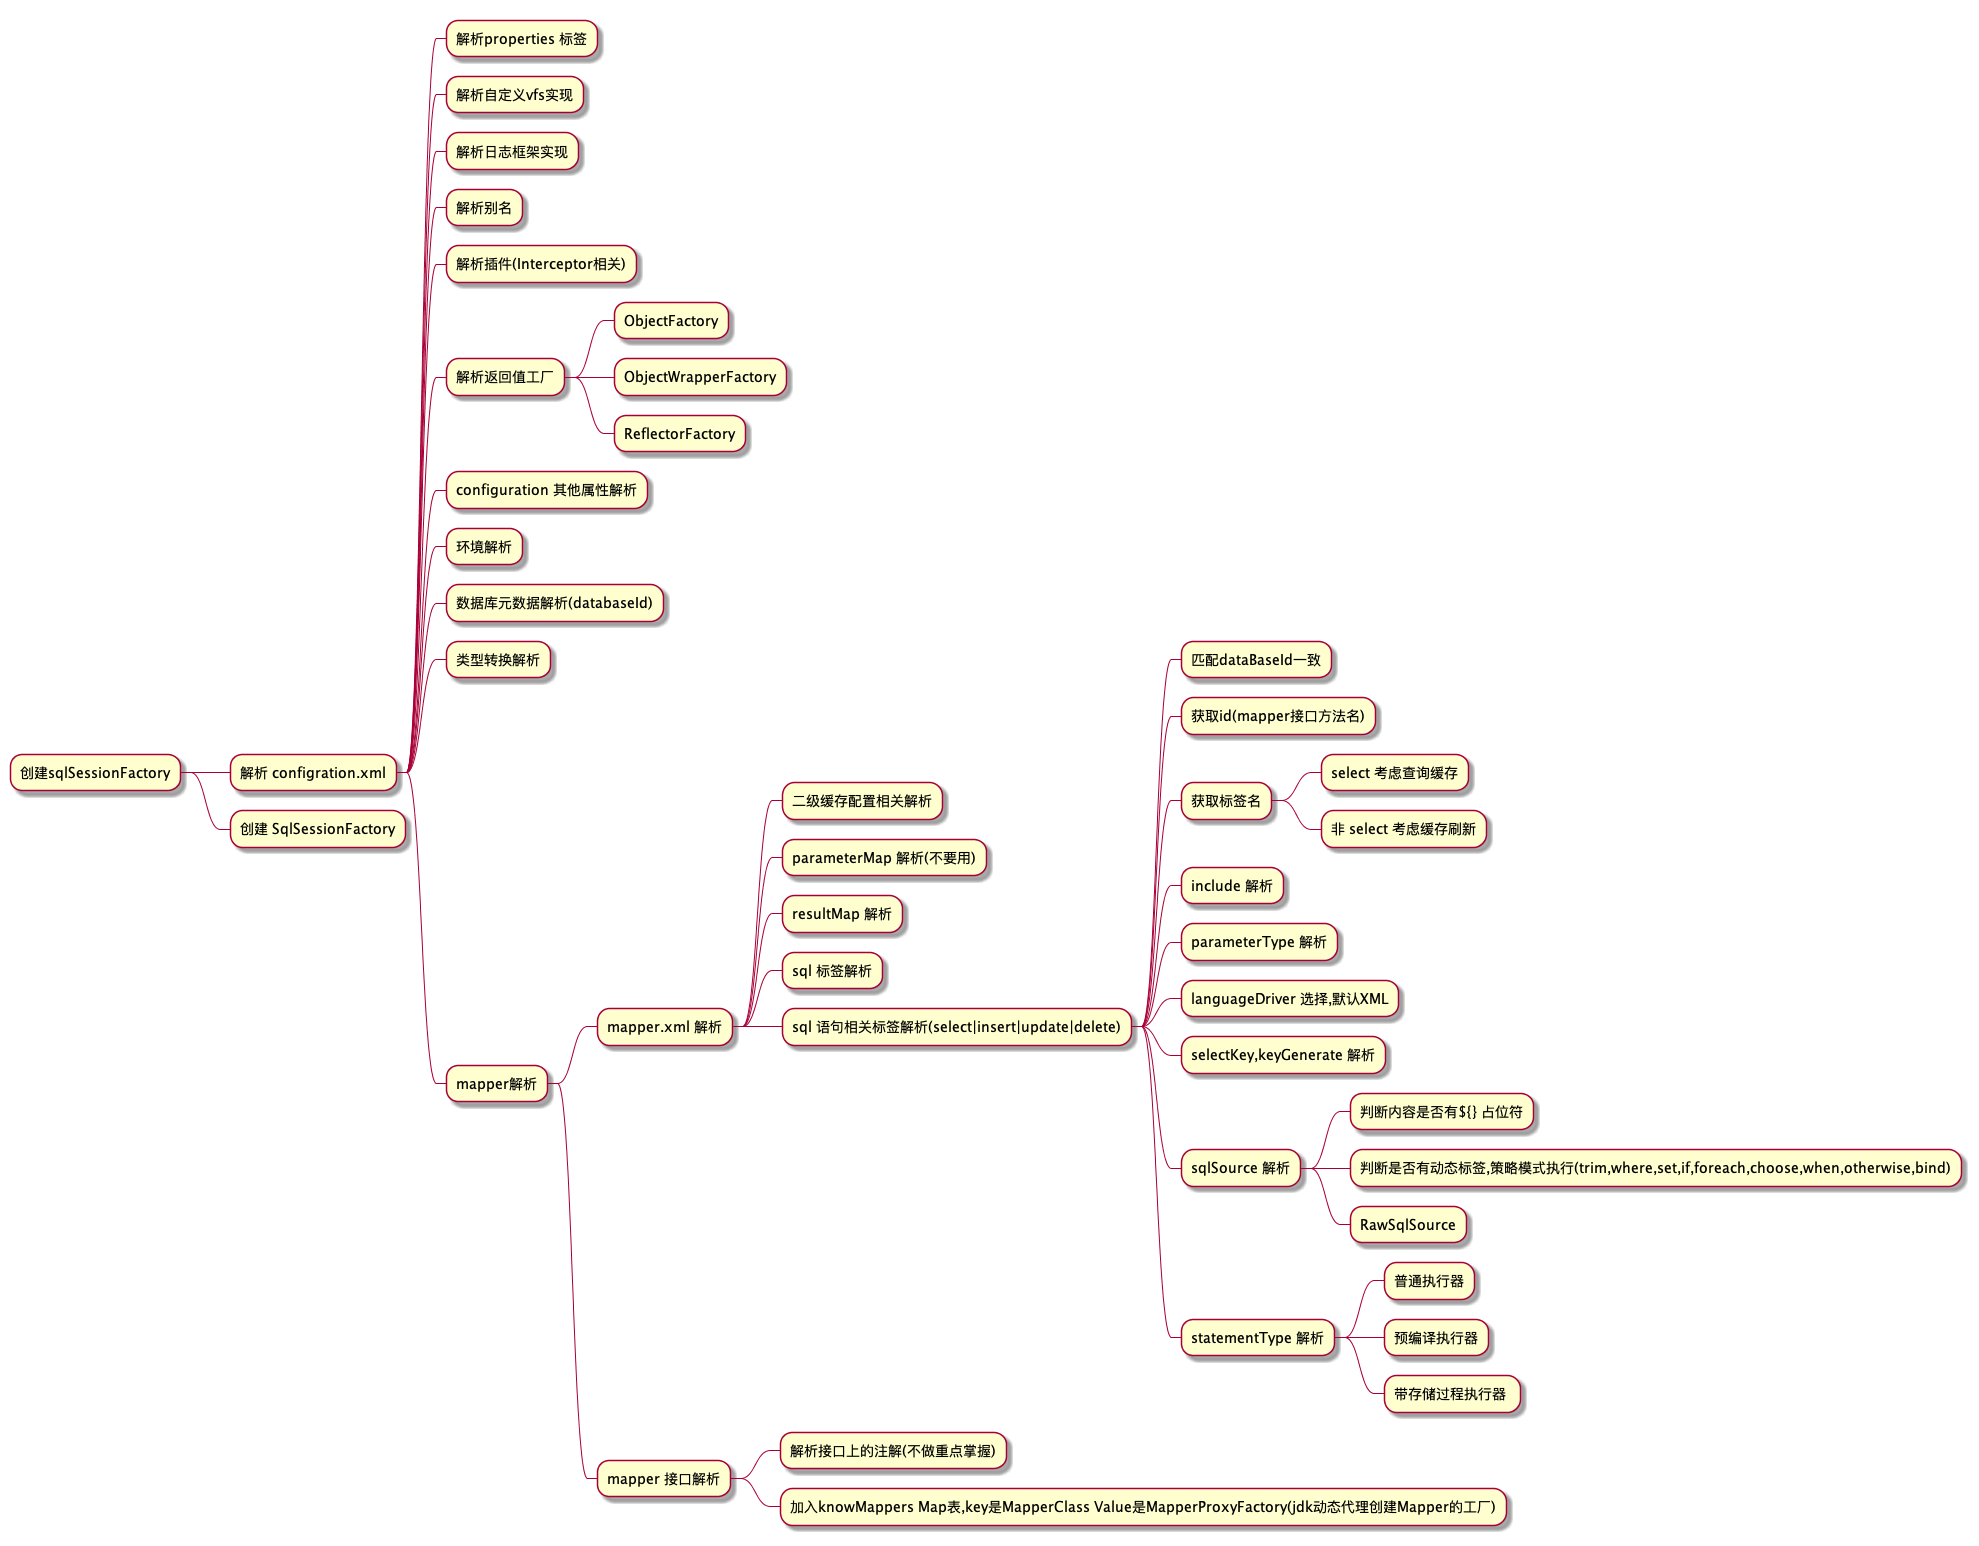 创建sqlSessionFactory
解析 configration.xml
解析properties 标签
解析自定义vfs实现
解析日志框架实现
解析别名
解析插件(Interceptor相关)
解析返回值工厂
ObjectFactory
ObjectWrapperFactory
ReflectorFactory
configuration 其他属性解析
环境解析
数据库元数据解析(databaseId)
类型转换解析
mapper解析
mapper.xml 解析
二级缓存配置相关解析
parameterMap 解析(不要用)
resultMap 解析
sql 标签解析
sql 语句相关标签解析(select|insert|update|delete)
匹配dataBaseId一致
获取id(mapper接口方法名)
获取标签名
select 考虑查询缓存
非 select 考虑缓存刷新
include 解析
parameterType 解析
languageDriver 选择,默认XML
selectKey,keyGenerate 解析
sqlSource 解析
判断内容是否有${} 占位符
判断是否有动态标签,策略模式执行(trim,where,set,if,foreach,choose,when,otherwise,bind)
RawSqlSource
statementType 解析
普通执行器
预编译执行器
带存储过程执行器
mapper 接口解析
解析接口上的注解(不做重点掌握)
加入knowMappers Map表,key是MapperClass Value是MapperProxyFactory(jdk动态代理创建Mapper的工厂)
创建 SqlSessionFactory